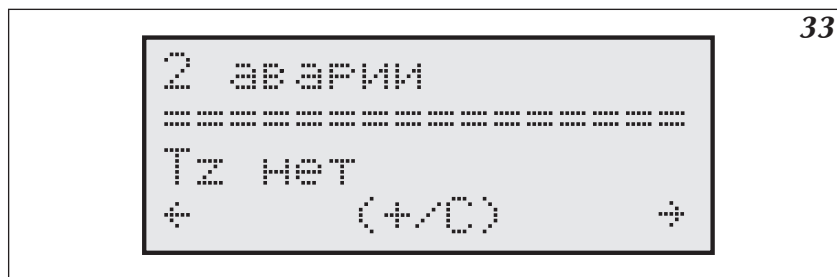 33
2 аварии
================
Tz нет
← (+/C) →